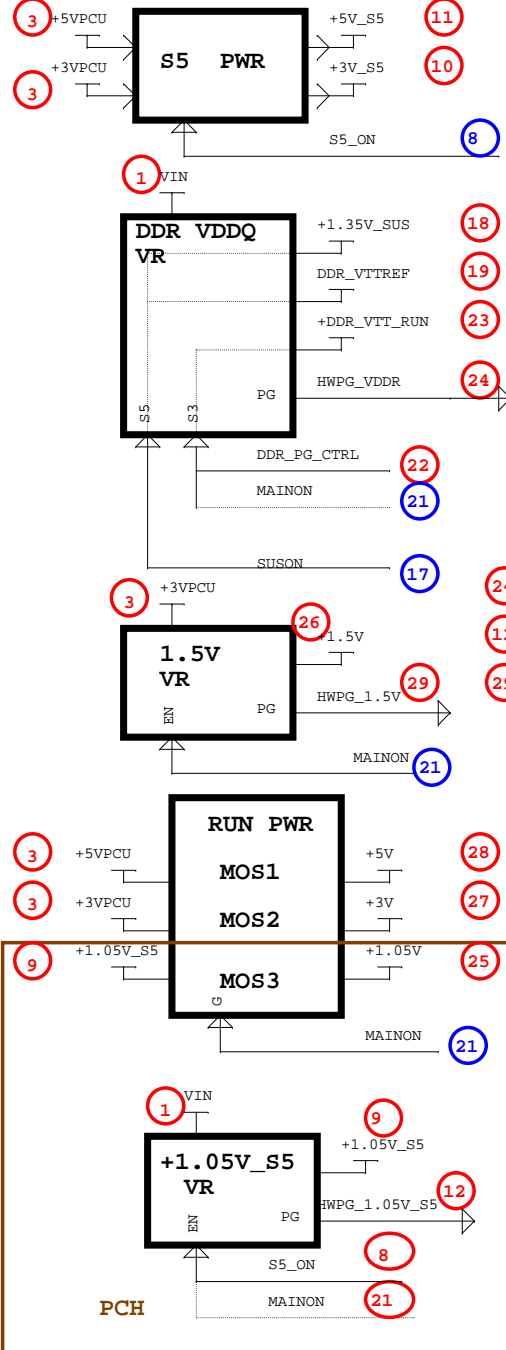 3 +5VPCU +5V_S5 11
S5 PWR
3 +3VPCU +3V_S5 10
S5_ON 8
1 VIN
DDR VDDQ
VR
+1.35V_SUS 18
DDR_VTTREF 19
+DDR_VTT_RUN 23
PG HWPG_VDDR 24
S5 S3
DDR_PG_CTRL 22
MAINON 21
SUSON 17
3 +3VPCU
26 +1.5V
1.5V
VR
EN PG HWPG_1.5V 29
MAINON 21
RUN PWR
3 +5VPCU MOS1 +5V 28
3 +3VPCU MOS2 +3V 27
9 +1.05V_S5 MOS3 +1.05V 25
G
MAINON 21
1 VIN
9
+1.05V_S5
+1.05V_S5
VR
EN PG HWPG_1.05V_S5 12
S5_ON 8
MAINON 21
PCH